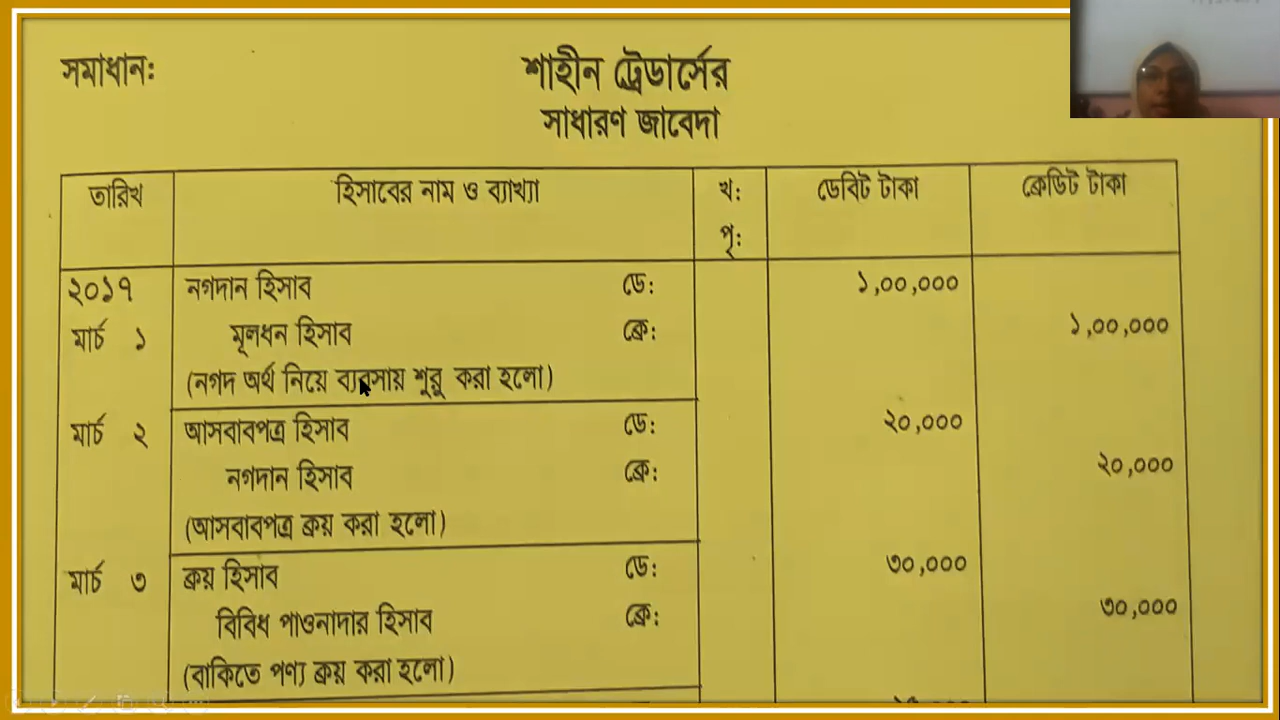 সমাধান:
শাহীন ট্রেডার্সের
সাধারণ জাবেদা
তারিখ হিসাবের নাম ও ব্যাখ্যা খ: পৃ: ডেবিট টাকা ক্রেডিট টাকা
২০১৭ নগদান হিসাব ডে: ১,০০,০০০
মার্চ ১ মূলধন হিসাব ক্রে: ১,০০,০০০
(নগদ অর্থ নিয়ে ব্যবসায় শুরু করা হলো)
মার্চ ২ আসবাবপত্র হিসাব ডে: ২০,০০০
নগদান হিসাব ক্রে: ২০,০০০
(আসবাবপত্র ক্রয় করা হলো)
মার্চ ৩ ক্রয় হিসাব ডে: ৩০,০০০
বিবিধ পাওনাদার হিসাব ক্রে: ৩০,০০০
(বাকিতে পণ্য ক্রয় করা হলো)